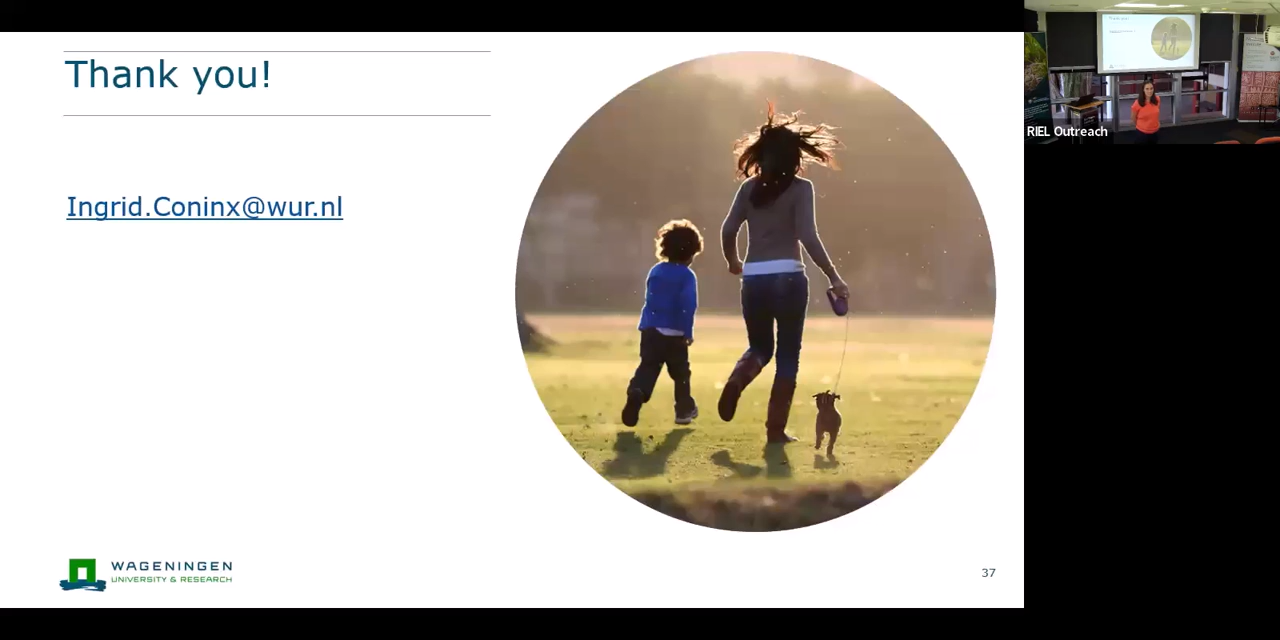 Thank you!
Ingrid.Coninx@wur.nl
WAGENINGEN
UNIVERSITY & RESEARCH
37
RIEL Outreach